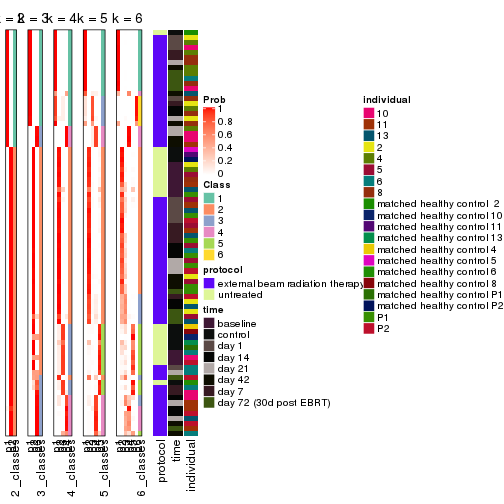 k = 2
k = 3
k = 4
k = 5
k = 6
Prob
1
0.8
0.6
0.4
0.2
0
Class
1
2
3
4
5
6
protocol
external beam radiation therapy
untreated
time
baseline
control
day 1
day 14
day 21
day 42
day 7
day 72 (30d post EBRT)
individual
10
11
13
2
4
5
6
8
matched healthy control 2
matched healthy control 10
matched healthy control 11
matched healthy control 13
matched healthy control 4
matched healthy control 5
matched healthy control 6
matched healthy control 8
matched healthy control P1
matched healthy control P2
P1
P2
2_classes
3_classes
4_classes
5_classes
6_classes
protocol
time
individual